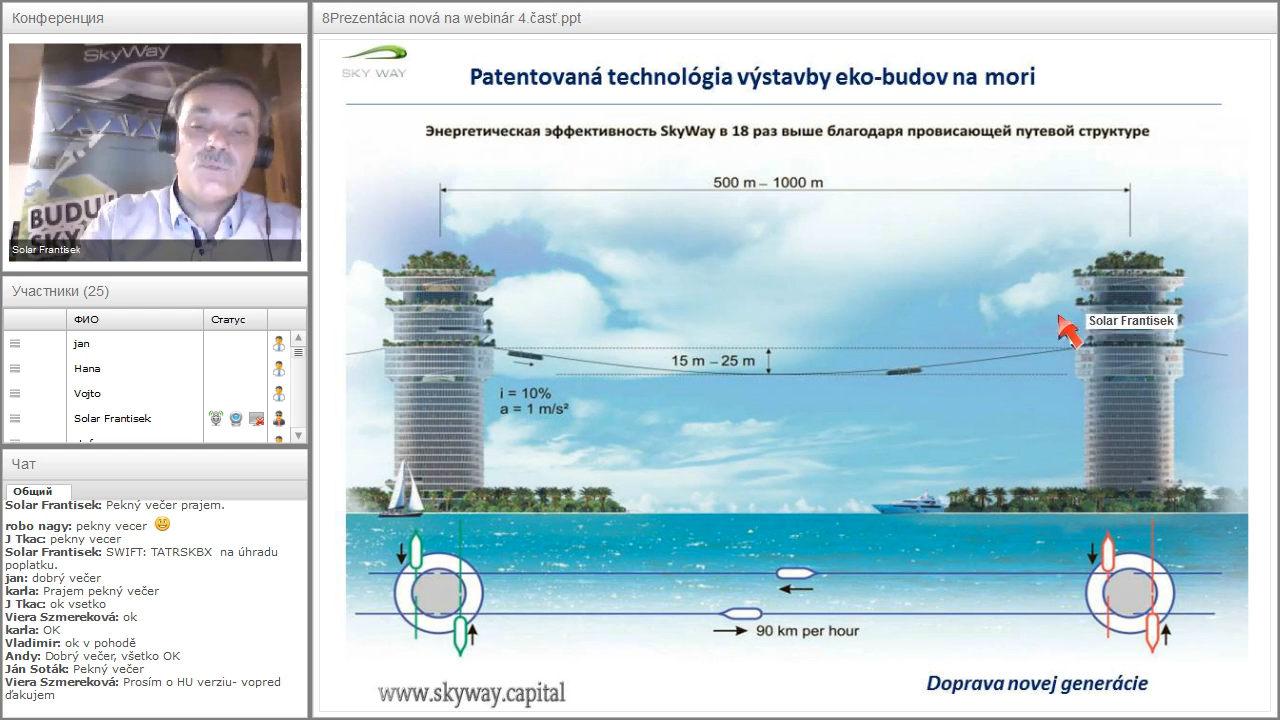 Конференция
SkyWay
BUDU
SKY
Solar Frantisek
Участники (25)
ФИО
Статус
jan
Hana
Vojto
Solar Frantisek
Чат
Общий
Solar Frantisek: Pekný večer prajem.
robo nagy: pekny vecer
J Tkac: pekny vecer
Solar Frantisek: SWIFT: TATRSKBX na úhradu
poplatku.
jan: dobrý večer
karla: Prajem pekný večer
J Tkac: ok vsetko
Viera Szmereková: ok
karla: OK
Vladimir: ok v pohodě
Andy: Dobrý večer, všetko OK
Ján Soták: Pekný večer
Viera Szmereková: Prosím o HU verziu- vopred
ďakujem
8Prezentácia nová na webinár 4.časť.ppt
SKY WAY
Patentovaná technológia výstavby eko-budov na mori
Энергетическая эффективность SkyWay в 18 раз выше благодаря провисающей путевой структуре
500 m – 1000 m
Solar Frantisek
15 m – 25 m
i = 10%
a = 1 m/s²
90 km per hour
www.skyway.capital
Doprava novej generácie